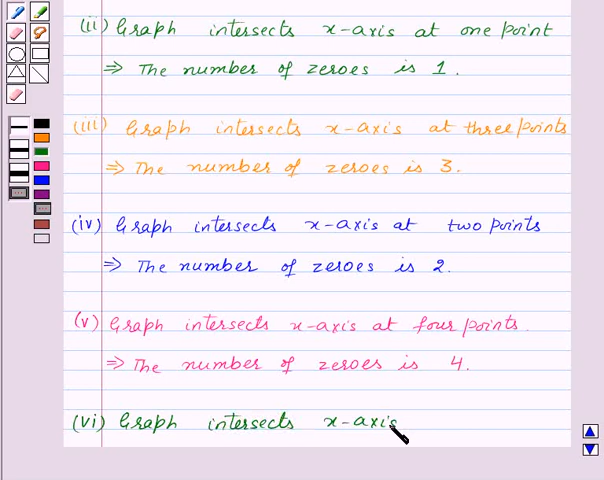 (ii) Graph intersects x-axis at one point
⇒ The number of zeroes is 1.
(iii) Graph intersects x-axis at three points
⇒ The number of zeroes is 3.
(iv) Graph intersects x-axis at two points
⇒ The number of zeroes is 2.
(v) Graph intersects x-axis at four points.
⇒ The number of zeroes is 4.
(vi) Graph intersects x-axis